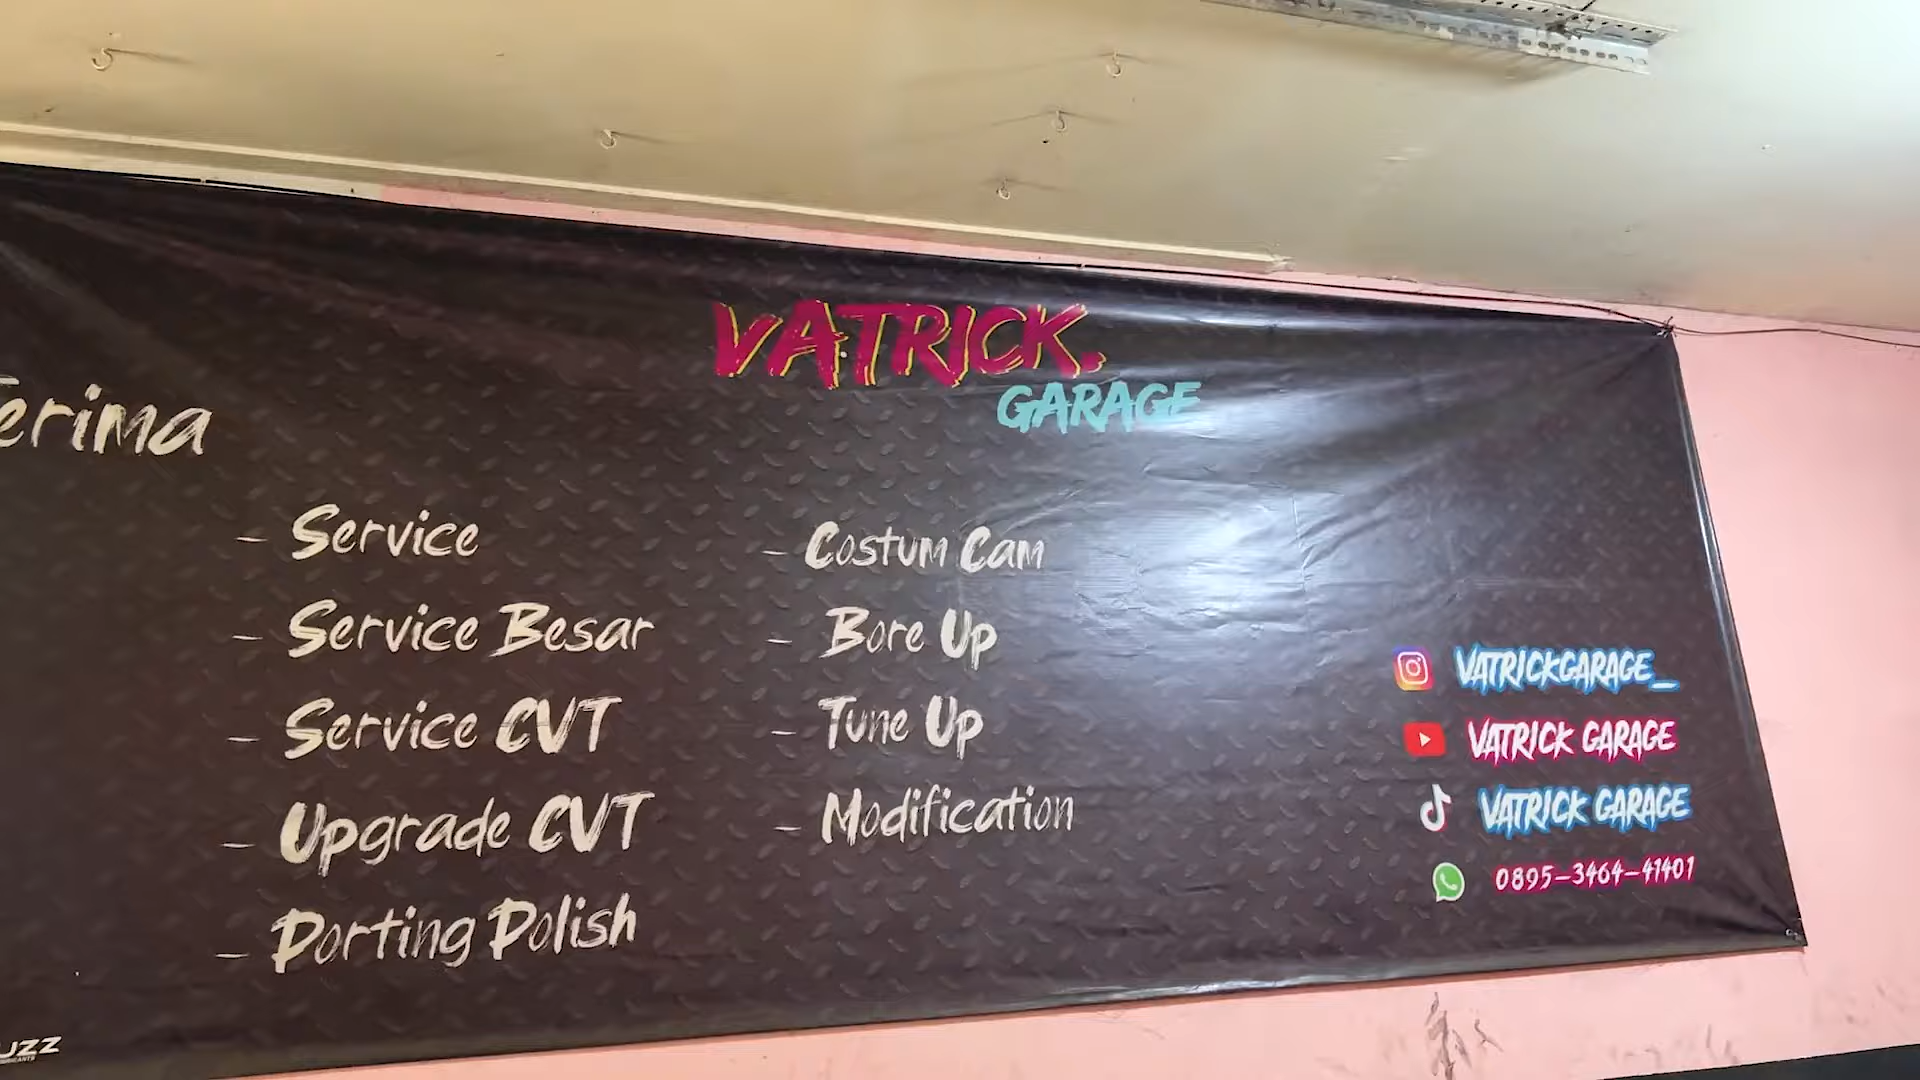 VATRICK.
GARAGE
erima
- Service
- Service Besar
- Service CVT
- Upgrade CVT
- Porting Polish
- Costum Cam
- Bore Up
- Tune Up
- Modification
VATRICKGARAGE_
VATRICK GARAGE
VATRICK GARAGE
0895-3464-41401
UZZ